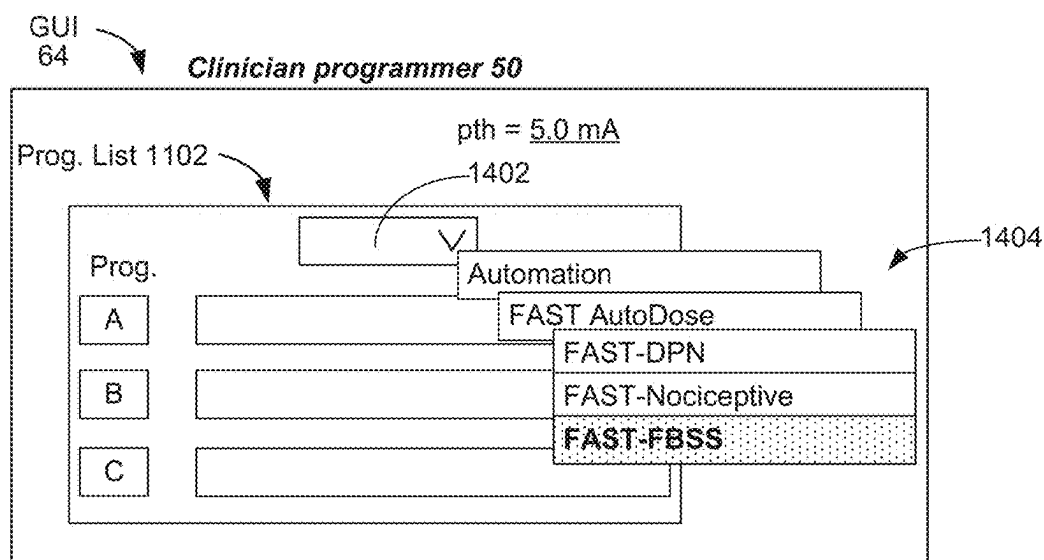 GUI
64
Clinician programmer 50
pth = 5.0 mA
Prog. List 1102
1402
1404
Prog.
Automation
A
FAST AutoDose
FAST-DPN
B
FAST-Nociceptive
FAST-FBSS
C